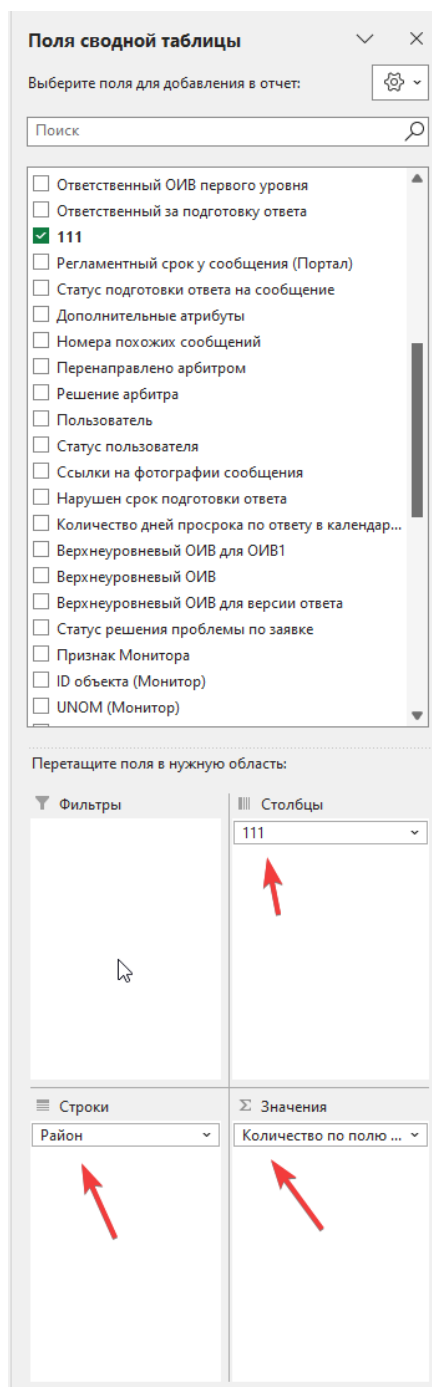 Поля сводной таблицы
Выберите поля для добавления в отчет:
Поиск
Ответственный ОИВ первого уровня
Ответственный за подготовку ответа
111
Регламентный срок у сообщения (Портал)
Статус подготовки ответа на сообщение
Дополнительные атрибуты
Номера похожих сообщений
Перенаправлено арбитром
Решение арбитра
Пользователь
Статус пользователя
Ссылки на фотографии сообщения
Нарушен срок подготовки ответа
Количество дней просрока по ответу в календар...
Верхнеуровневый ОИВ для ОИВ1
Верхнеуровневый ОИВ
Верхнеуровневый ОИВ для версии ответа
Статус решения проблемы по заявке
Признак Монитора
ID объекта (Монитор)
UNOM (Монитор)
Перетащите поля в нужную область:
Фильтры
Столбцы
111
Строки
Σ Значения
Район
Количество по полю ...